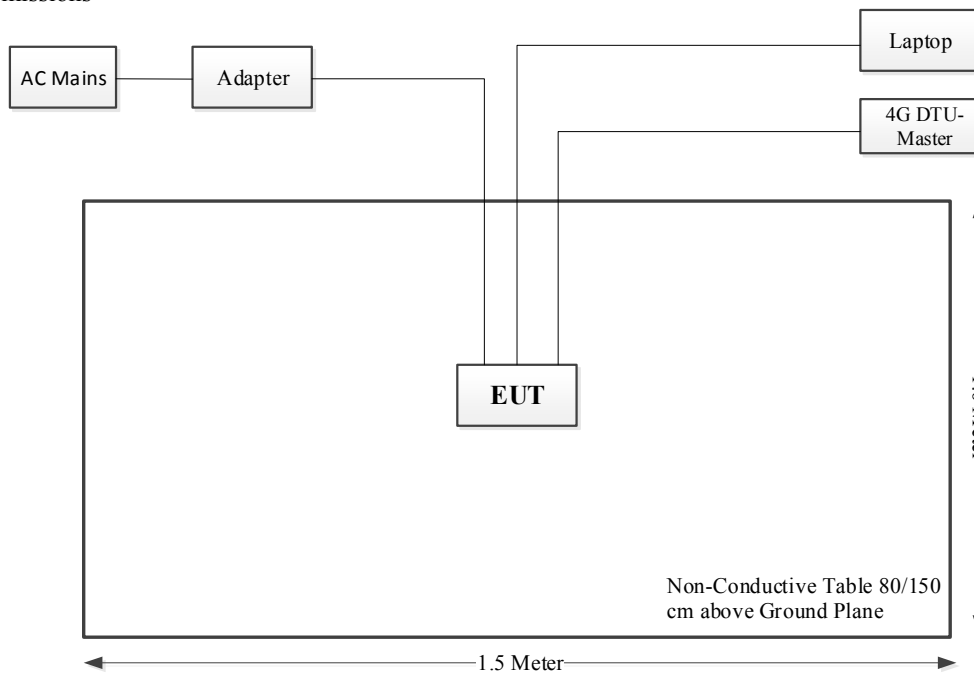 Laptop
AC Mains
Adapter
4G DTU-
Master
EUT
Non-Conductive Table 80/150
cm above Ground Plane
1.5 Meter